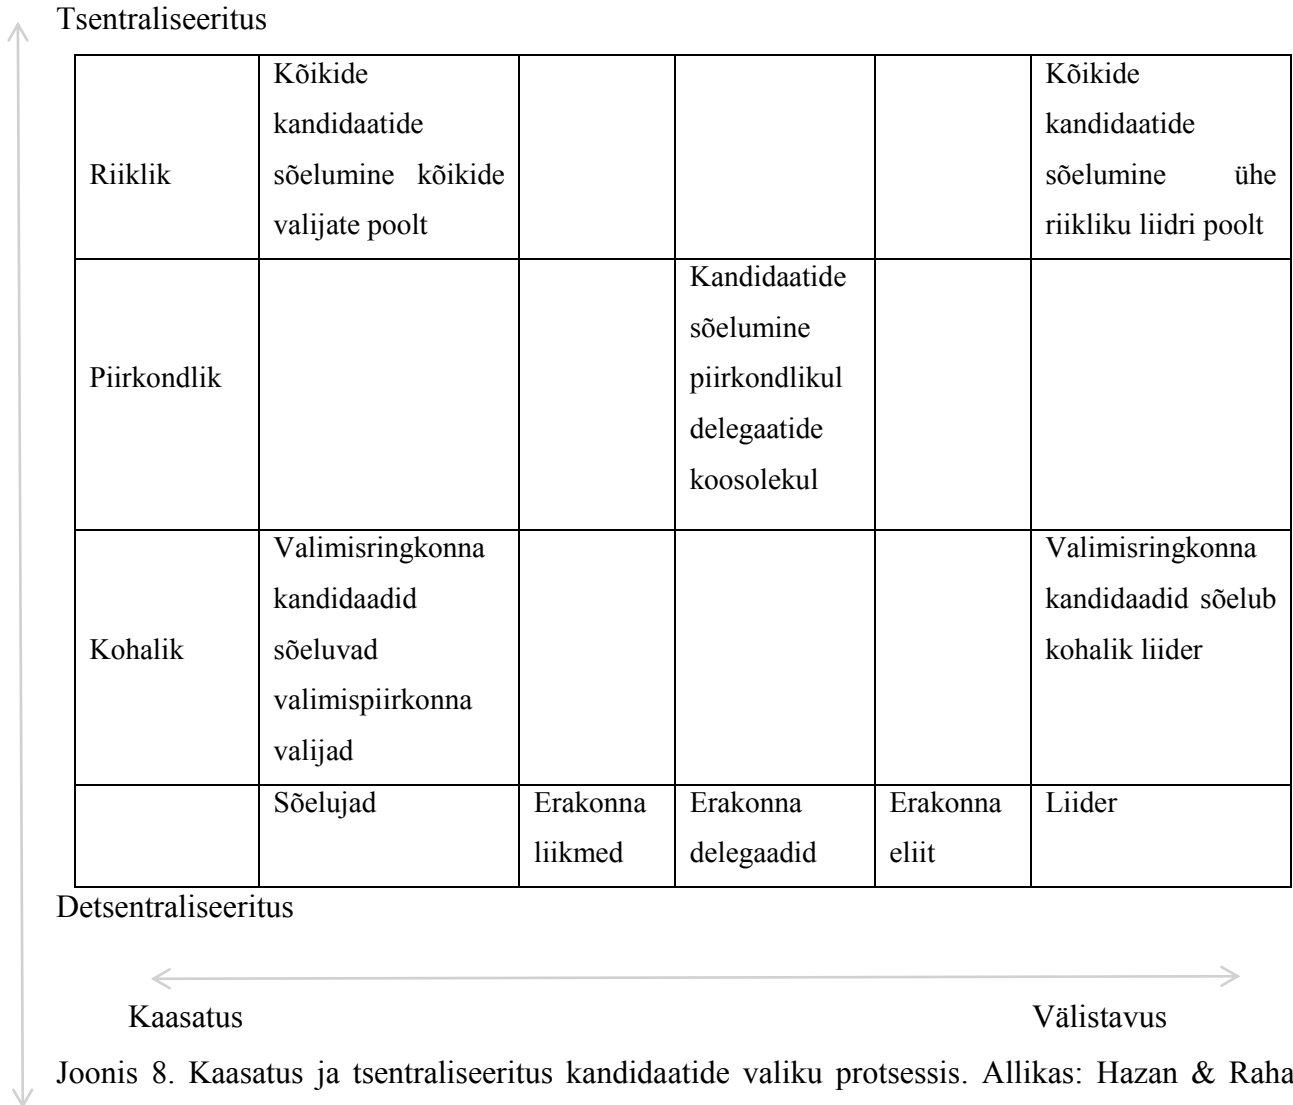 Tsentraliseeritus
Riiklik
Kõikide
kandidaatide
sõelumine kõikide
valijate poolt
Kõikide
kandidaatide
sõelumine ühe
riikliku liidri poolt
Piirkondlik
Kandidaatide
sõelumine
piirkondlikul
delegaatide
koosolekul
Kohalik
Valimisringkonna
kandidaadid
sõeluvad
valimispiirkonna
valijad
Valimisringkonna
kandidaadid sõelub
kohalik liider
Sõelujad
Erakonna
liikmed
Erakonna
delegaadid
Erakonna
eliit
Liider
Detsentraliseeritus
Kaasatus
Välistavus
Joonis 8. Kaasatus ja tsentraliseeritus kandidaatide valiku protsessis. Allikas: Hazan & Raha